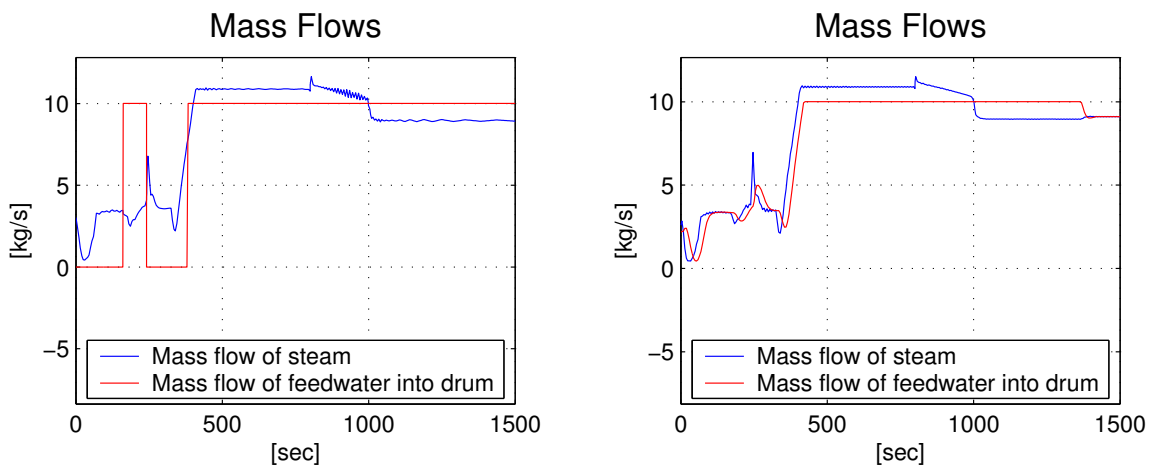 Mass Flows
10
5
0
−5
[kg/s]
0
500
1000
1500
[sec]
Mass flow of steam
Mass flow of feedwater into drum
Mass Flows
10
5
0
−5
[kg/s]
0
500
1000
1500
[sec]
Mass flow of steam
Mass flow of feedwater into drum